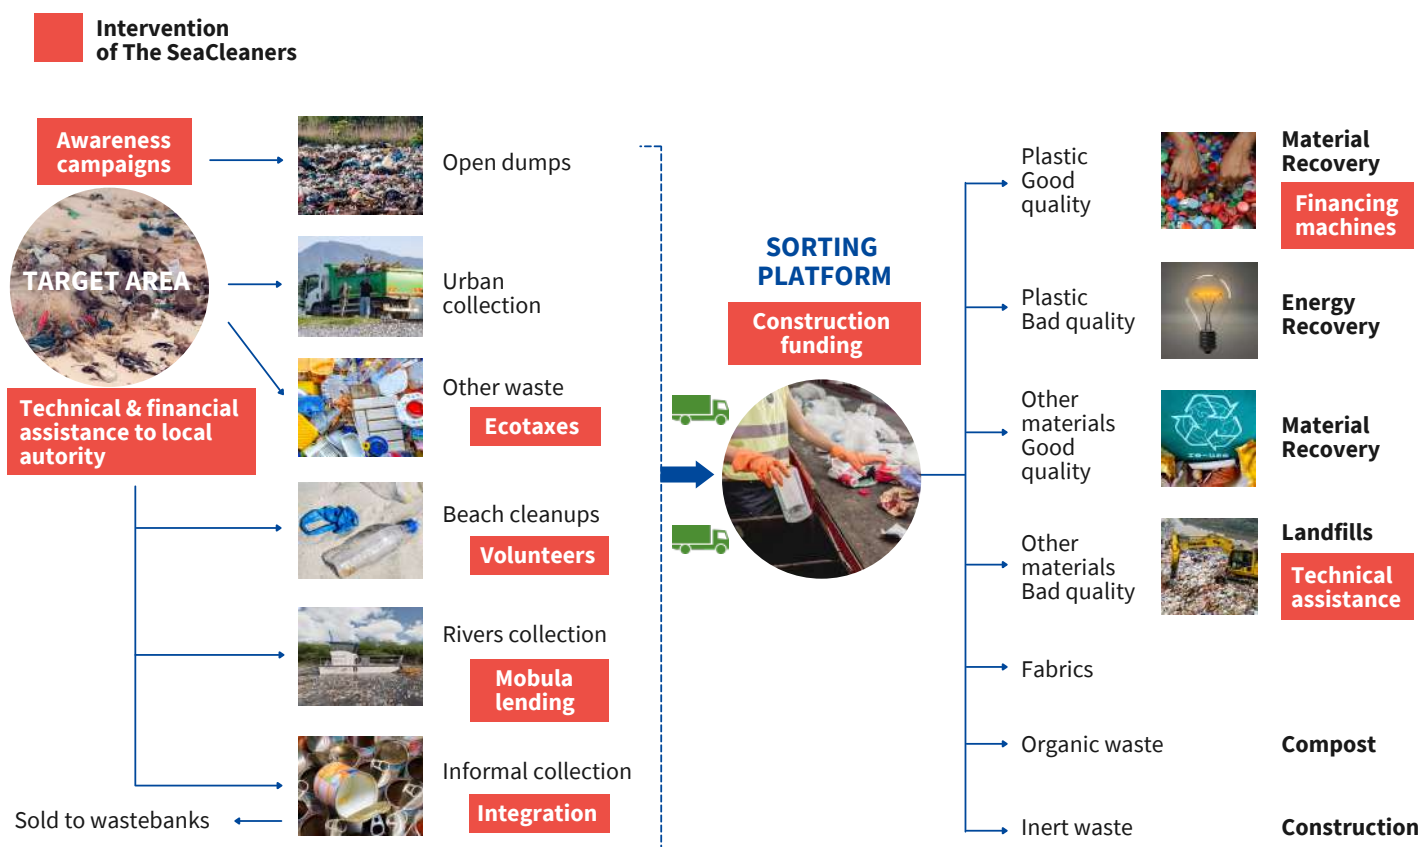 Intervention
of The SeaCleaners
Awareness
campaigns
TARGET AREA
Technical & financial
assistance to local
autority
Open dumps
Urban
collection
Other waste
Ecotaxes
Beach cleanups
Volunteers
Rivers collection
Mobula
lending
Informal collection
Integration
Sold to wastebanks
SORTING
PLATFORM
Construction
funding
Plastic
Good
quality
Material
Recovery
Financing
machines
Plastic
Bad quality
Energy
Recovery
Other
materials
Good
quality
Material
Recovery
Other
materials
Bad quality
Landfills
Technical
assistance
Fabrics
Organic waste
Compost
Inert waste
Construction